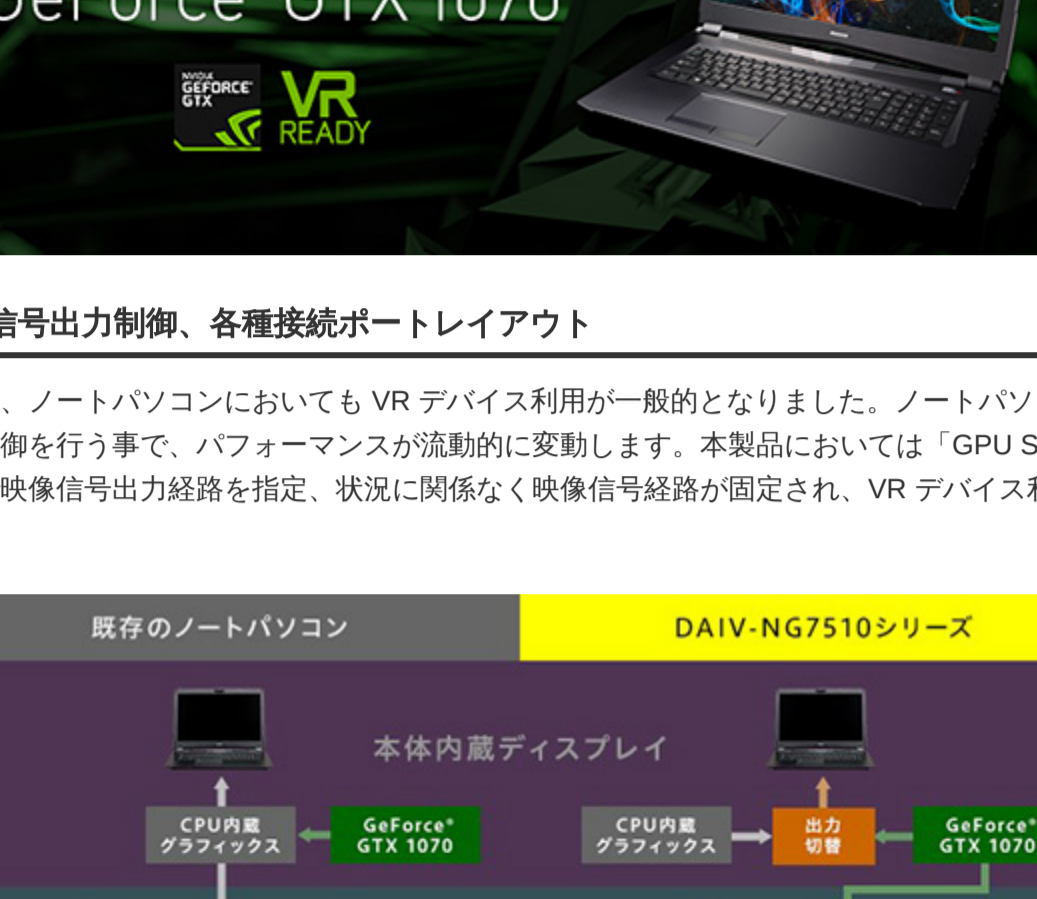 GeForce GTX 1070
NVIDIA
GEFORCE
GTX
VR
READY
信号出力制御、各種接続ポートレイアウト
、ノートパソコンにおいても VR デバイス利用が一般的となりました。ノートパソ
御を行う事で、パフォーマンスが流動的に変動します。本製品においては「GPU S
映像信号出力経路を指定、状況に関係なく映像信号経路が固定され、VR デバイス利
既存のノートパソコン
DAIV-NG7510シリーズ
本体内蔵ディスプレイ
CPU内蔵
グラフィックス
GeForce®
GTX 1070
CPU内蔵
グラフィックス
出力
切替
GeForce®
GTX 1070